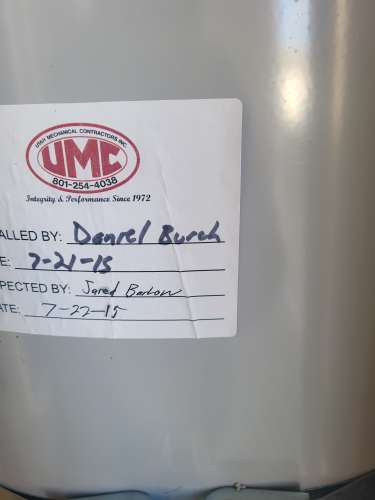 UTAH MECHANICAL CONTRACTORS INC.
UMC
801-254-4038
Integrity & Performance Since 1972
ALLED BY: Daniel Burch
E: 7-21-15
PECTED BY: Jared Barlow
ATE: 7-22-15